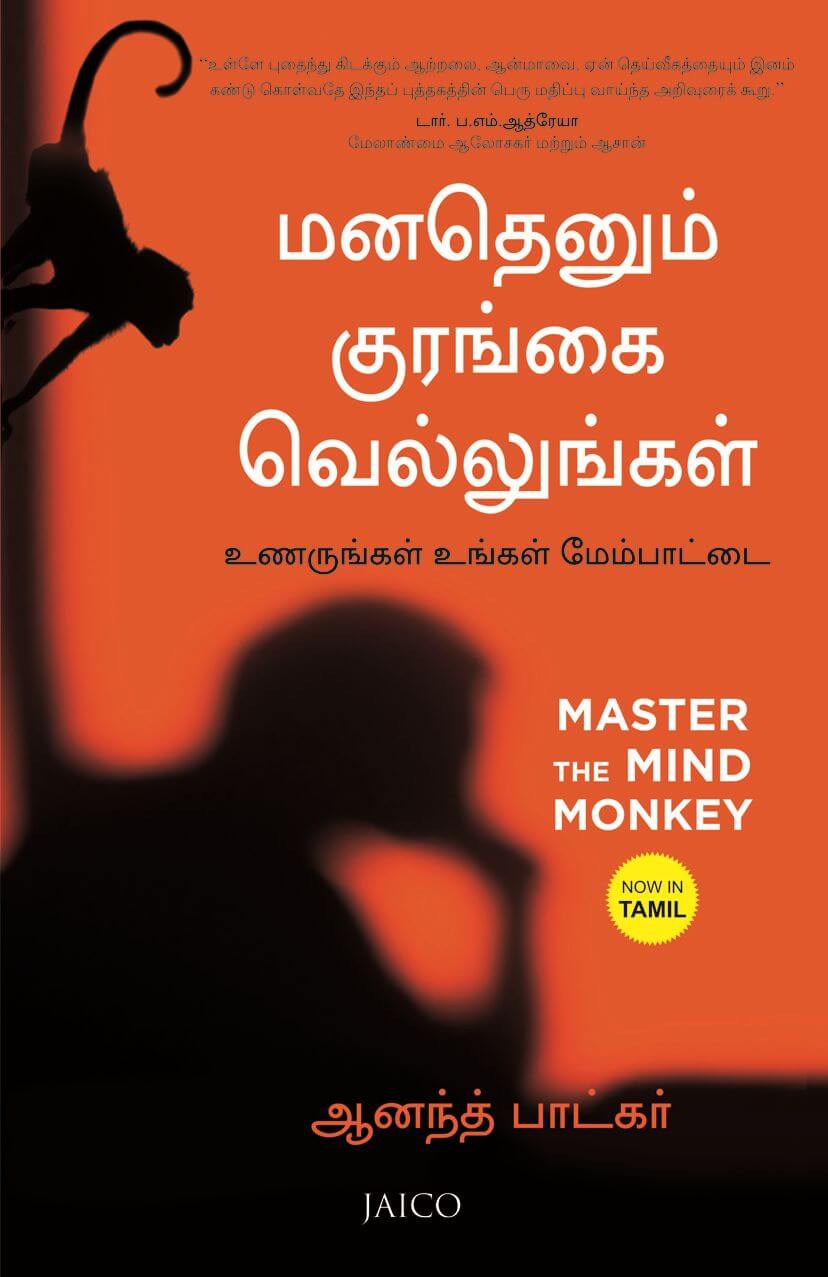 “உள்ளே புதைந்து கிடக்கும் ஆற்றலை, ஆன்மாவை, ஏன் தெய்வீகத்தையும் இனம்
கண்டு கொள்வதே இந்தப் புத்தகத்தின் பெரு மதிப்பு வாய்ந்த அறிவுரைக் கூறு.”
டார். ப.எம்.ஆத்ரேயா
மேலாண்மை ஆலோசகர் மற்றும் ஆசான்
மனதெனும்
குரங்கை
வெல்லுங்கள்
உணருங்கள் உங்கள் மேம்பாட்டை
MASTER
THE MIND
MONKEY
NOW IN
TAMIL
ஆனந்த் பாட்கர்
JAICO